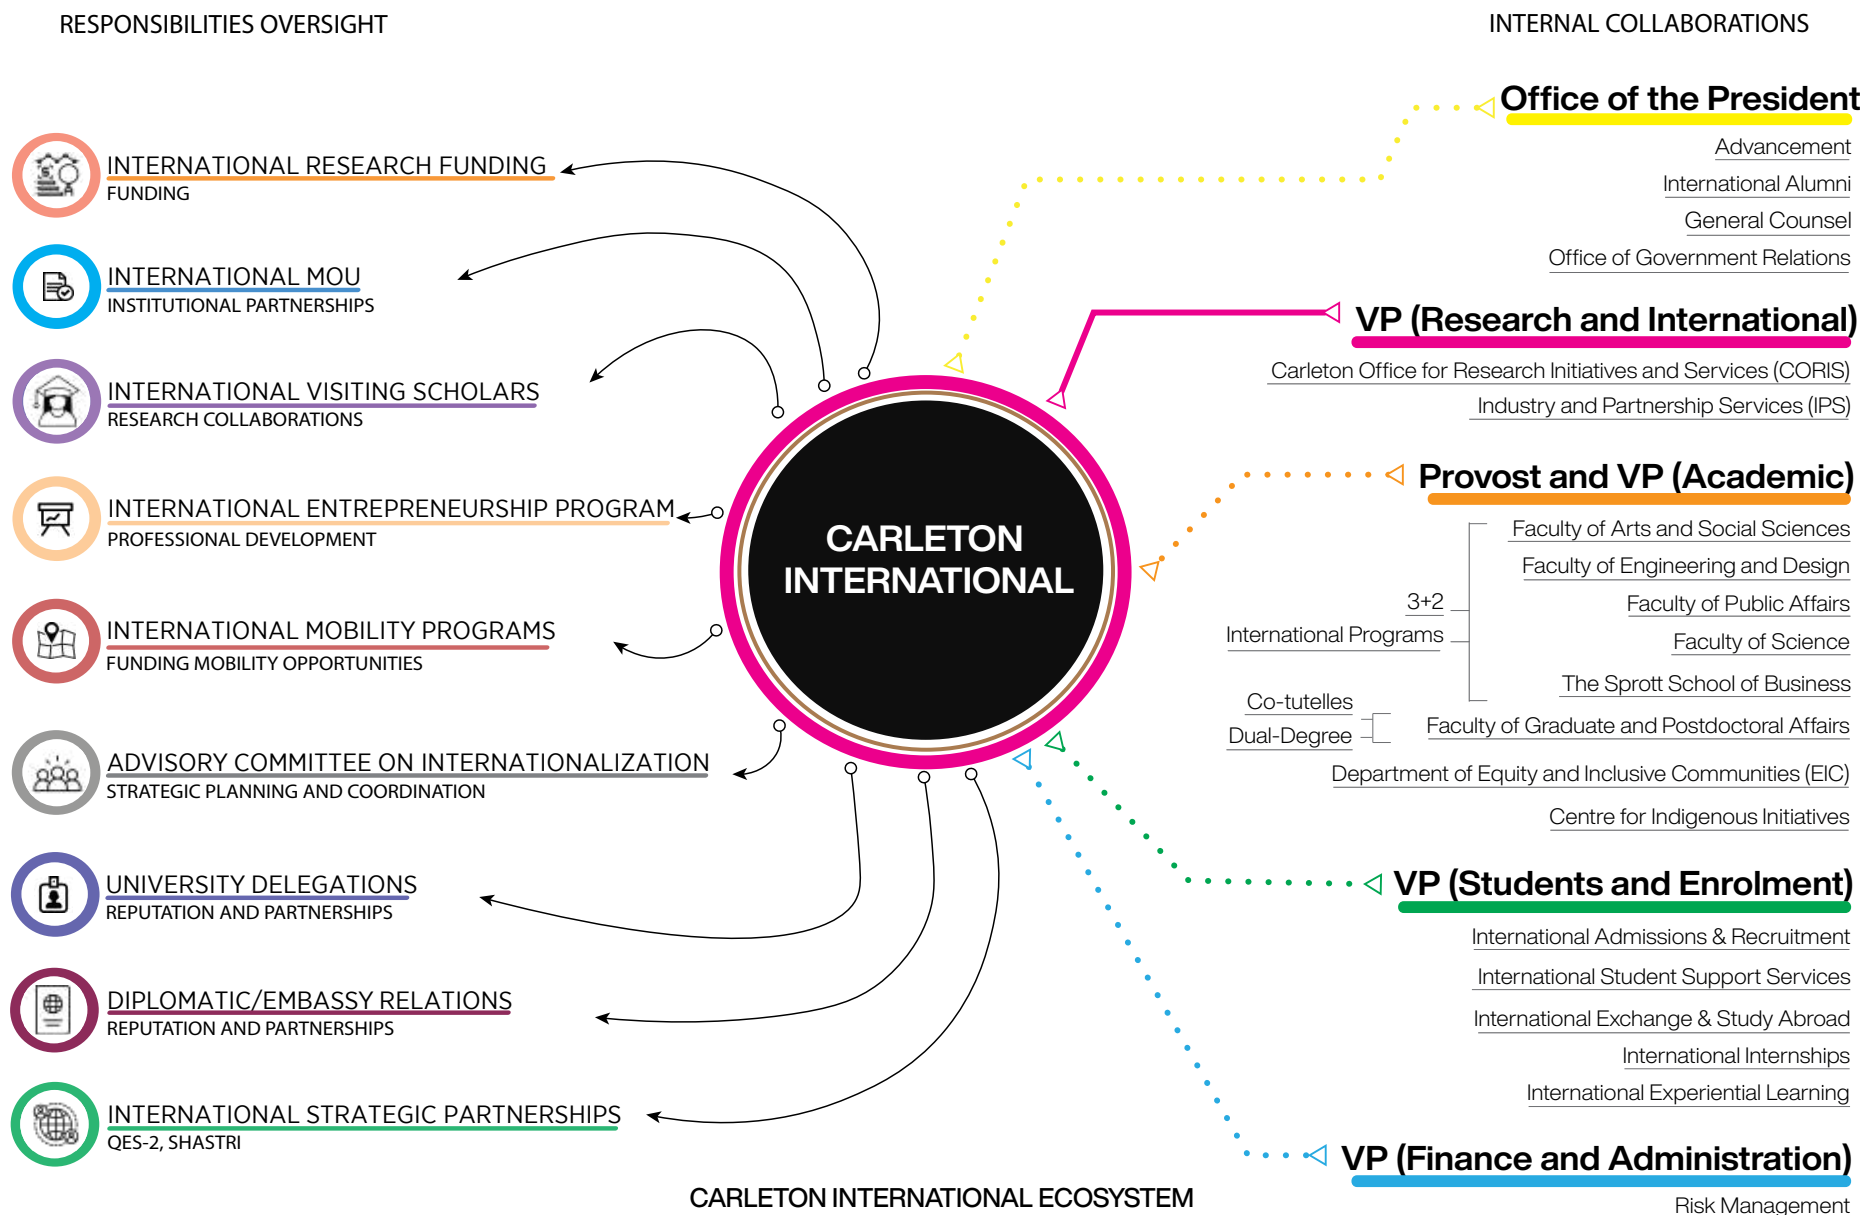 RESPONSIBILITIES OVERSIGHT
INTERNATIONAL RESEARCH FUNDING
FUNDING
INTERNATIONAL MOU
INSTITUTIONAL PARTNERSHIPS
INTERNATIONAL VISITING SCHOLARS
RESEARCH COLLABORATIONS
INTERNATIONAL ENTREPRENEURSHIP PROGRAM
PROFESSIONAL DEVELOPMENT
INTERNATIONAL MOBILITY PROGRAMS
FUNDING MOBILITY OPPORTUNITIES
ADVISORY COMMITTEE ON INTERNATIONALIZATION
STRATEGIC PLANNING AND COORDINATION
UNIVERSITY DELEGATIONS
REPUTATION AND PARTNERSHIPS
DIPLOMATIC/EMBASSY RELATIONS
REPUTATION AND PARTNERSHIPS
INTERNATIONAL STRATEGIC PARTNERSHIPS
QES-2, SHASTRI
CARLETON
INTERNATIONAL
INTERNAL COLLABORATIONS
Office of the President
Advancement
International Alumni
General Counsel
Office of Government Relations
VP (Research and International)
Carleton Office for Research Initiatives and Services (CORIS)
Industry and Partnership Services (IPS)
Provost and VP (Academic)
Faculty of Arts and Social Sciences
Faculty of Engineering and Design
3+2
Faculty of Public Affairs
International Programs
Faculty of Science
The Sprott School of Business
Co-tutelles
Dual-Degree
Faculty of Graduate and Postdoctoral Affairs
Department of Equity and Inclusive Communities (EIC)
Centre for Indigenous Initiatives
VP (Students and Enrolment)
International Admissions & Recruitment
International Student Support Services
International Exchange & Study Abroad
International Internships
International Experiential Learning
VP (Finance and Administration)
Risk Management
CARLETON INTERNATIONAL ECOSYSTEM